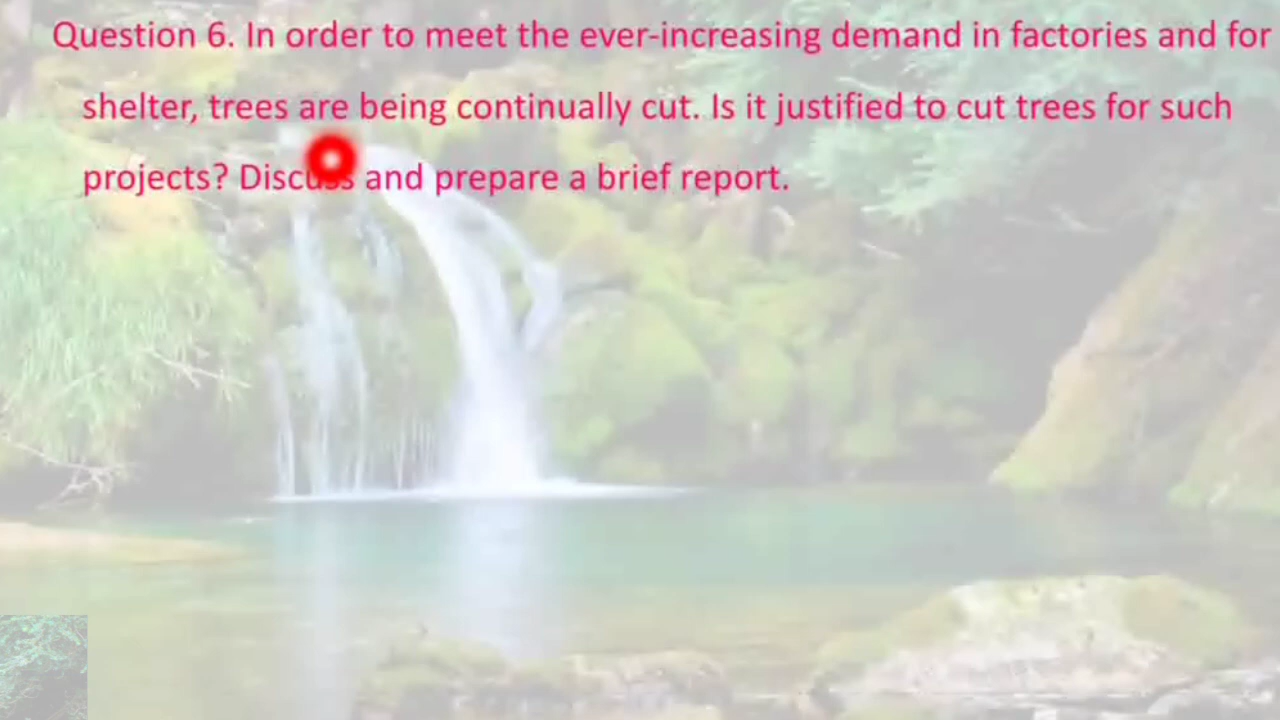 Question 6. In order to meet the ever-increasing demand in factories and for
shelter, trees are being continually cut. Is it justified to cut trees for such
projects? Discuss and prepare a brief report.